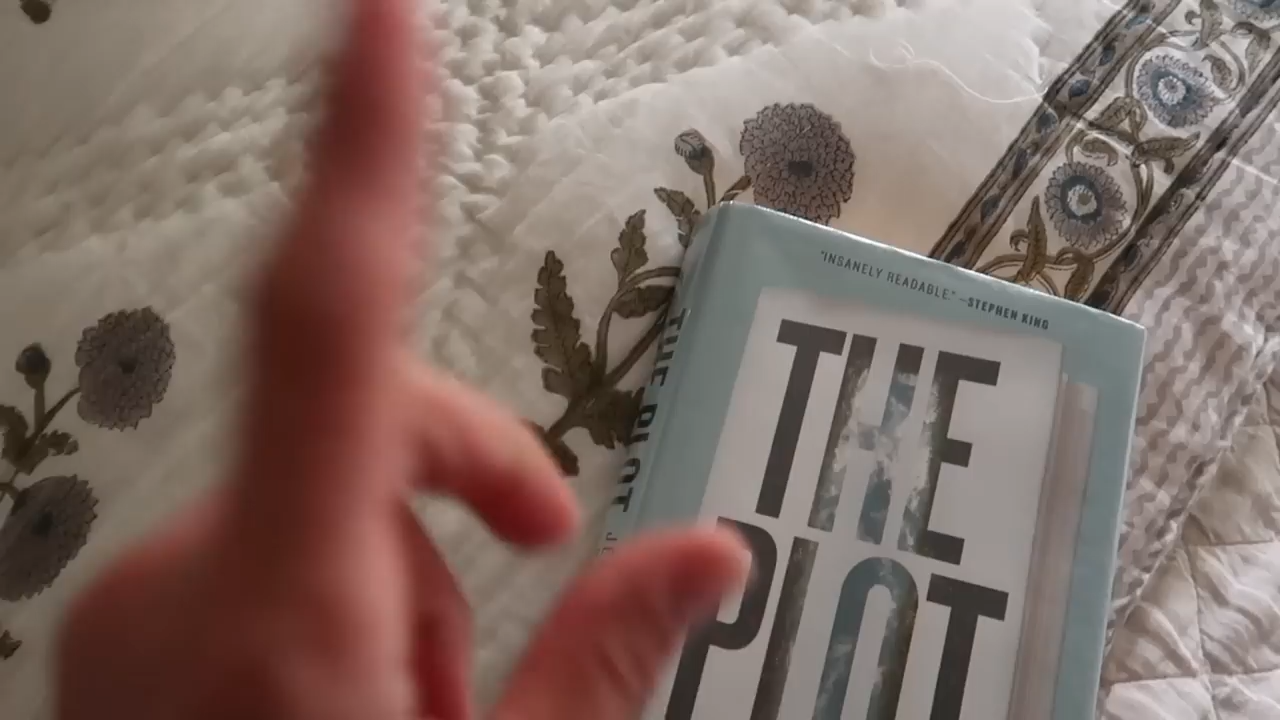 "INSANELY READABLE." —STEPHEN KING
THE
PLOT
THE PLOT